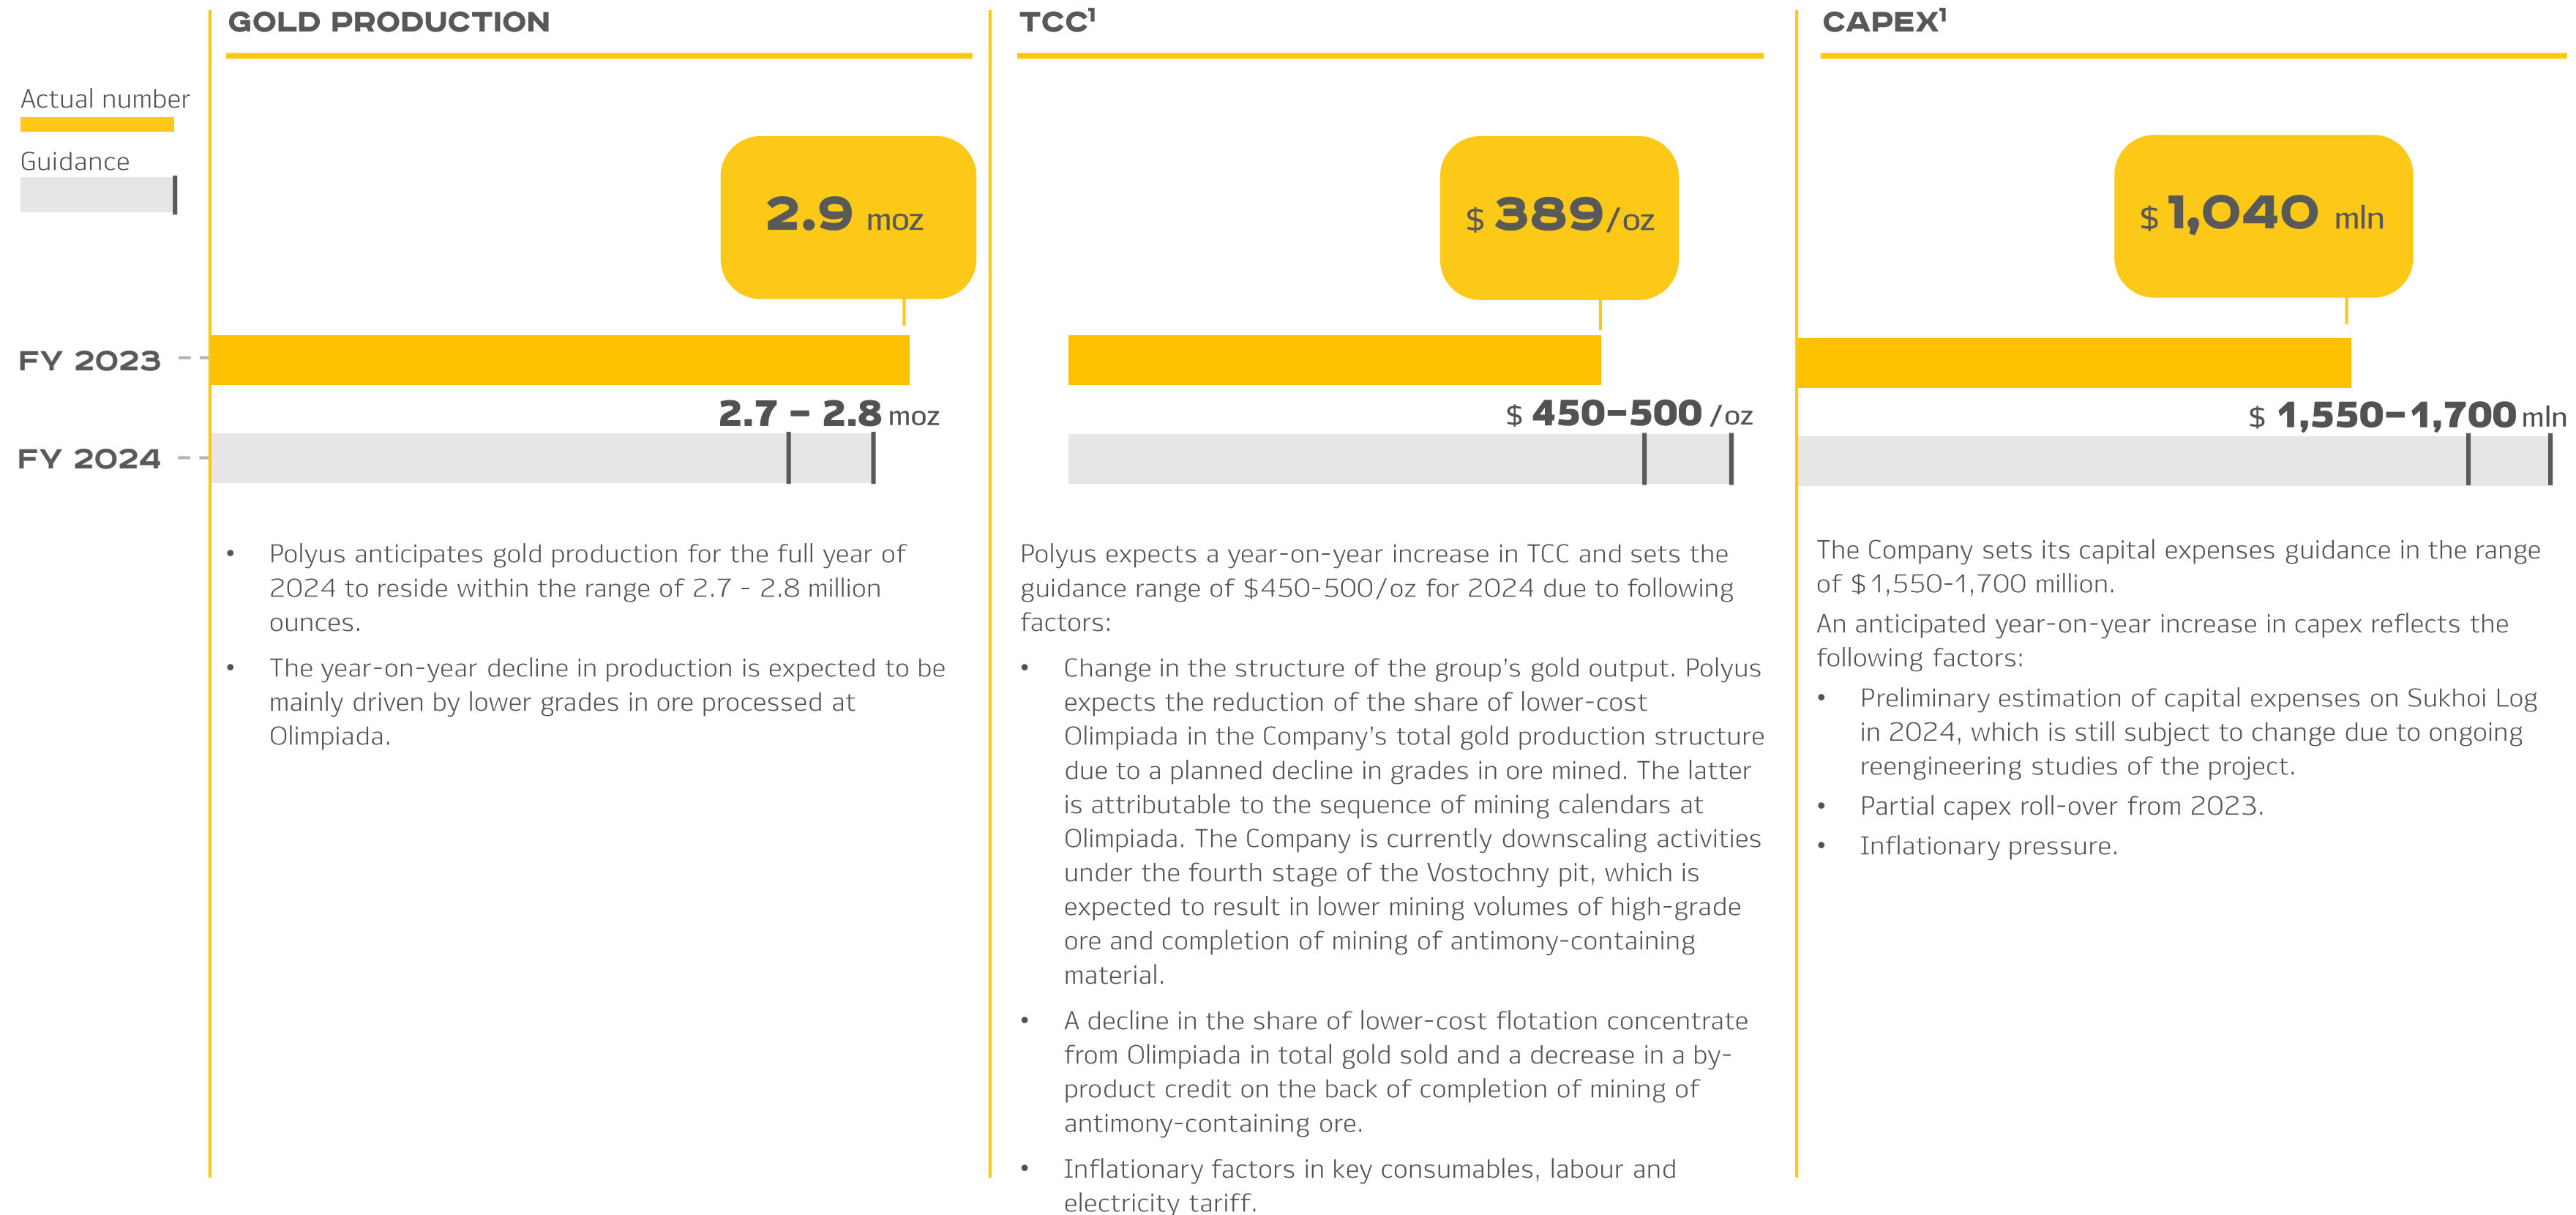 GOLD PRODUCTION
TCC¹
CAPEX¹
Actual number
Guidance
2.9 moz
$ 389/oz
$ 1,040 mln
FY 2023
2.7 – 2.8 moz
$ 450–500 /oz
$ 1,550–1,700 mln
FY 2024
• Polyus anticipates gold production for the full year of
2024 to reside within the range of 2.7 - 2.8 million
ounces.
• The year-on-year decline in production is expected to be
mainly driven by lower grades in ore processed at
Olimpiada.
Polyus expects a year-on-year increase in TCC and sets the
guidance range of $450-500/oz for 2024 due to following
factors:
• Change in the structure of the group’s gold output. Polyus
expects the reduction of the share of lower-cost
Olimpiada in the Company’s total gold production structure
due to a planned decline in grades in ore mined. The latter
is attributable to the sequence of mining calendars at
Olimpiada. The Company is currently downscaling activities
under the fourth stage of the Vostochny pit, which is
expected to result in lower mining volumes of high-grade
ore and completion of mining of antimony-containing
material.
• A decline in the share of lower-cost flotation concentrate
from Olimpiada in total gold sold and a decrease in a by-
product credit on the back of completion of mining of
antimony-containing ore.
• Inflationary factors in key consumables, labour and
electricity tariff.
The Company sets its capital expenses guidance in the range
of $1,550-1,700 million.
An anticipated year-on-year increase in capex reflects the
following factors:
• Preliminary estimation of capital expenses on Sukhoi Log
in 2024, which is still subject to change due to ongoing
reengineering studies of the project.
• Partial capex roll-over from 2023.
• Inflationary pressure.